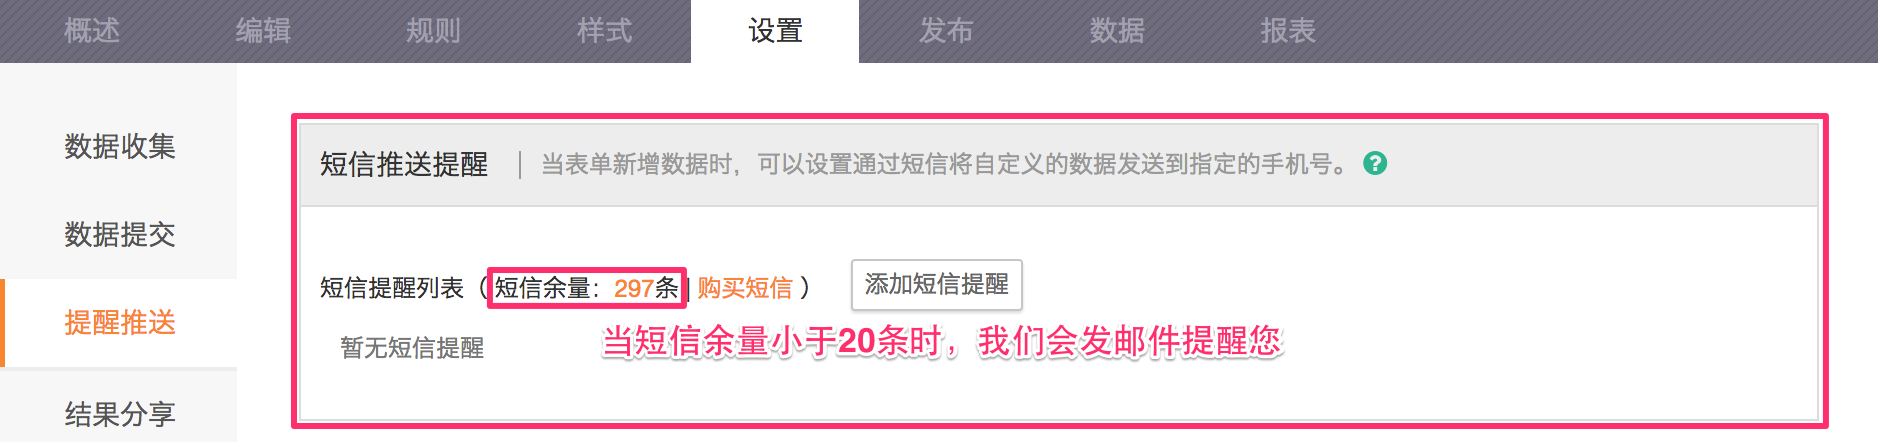 概述 编辑 规则 样式 设置 发布 数据 报表
数据收集
数据提交
提醒推送
结果分享
短信推送提醒 | 当表单新增数据时，可以设置通过短信将自定义的数据发送到指定的手机号。?
短信提醒列表（短信余量：297条 | 购买短信） 添加短信提醒
暂无短信提醒
当短信余量小于20条时，我们会发邮件提醒您